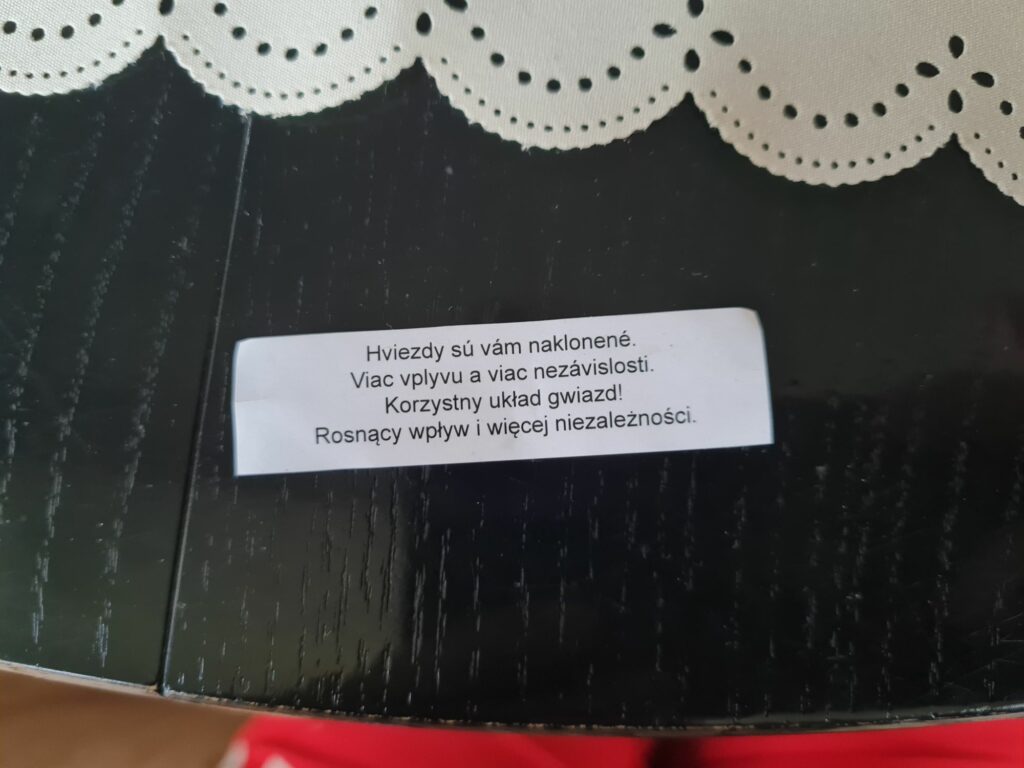 Hviezdy sú vám naklonené.
Viac vplyvu a viac nezávislosti.
Korzystny układ gwiazd!
Rosnący wpływ i więcej niezależności.